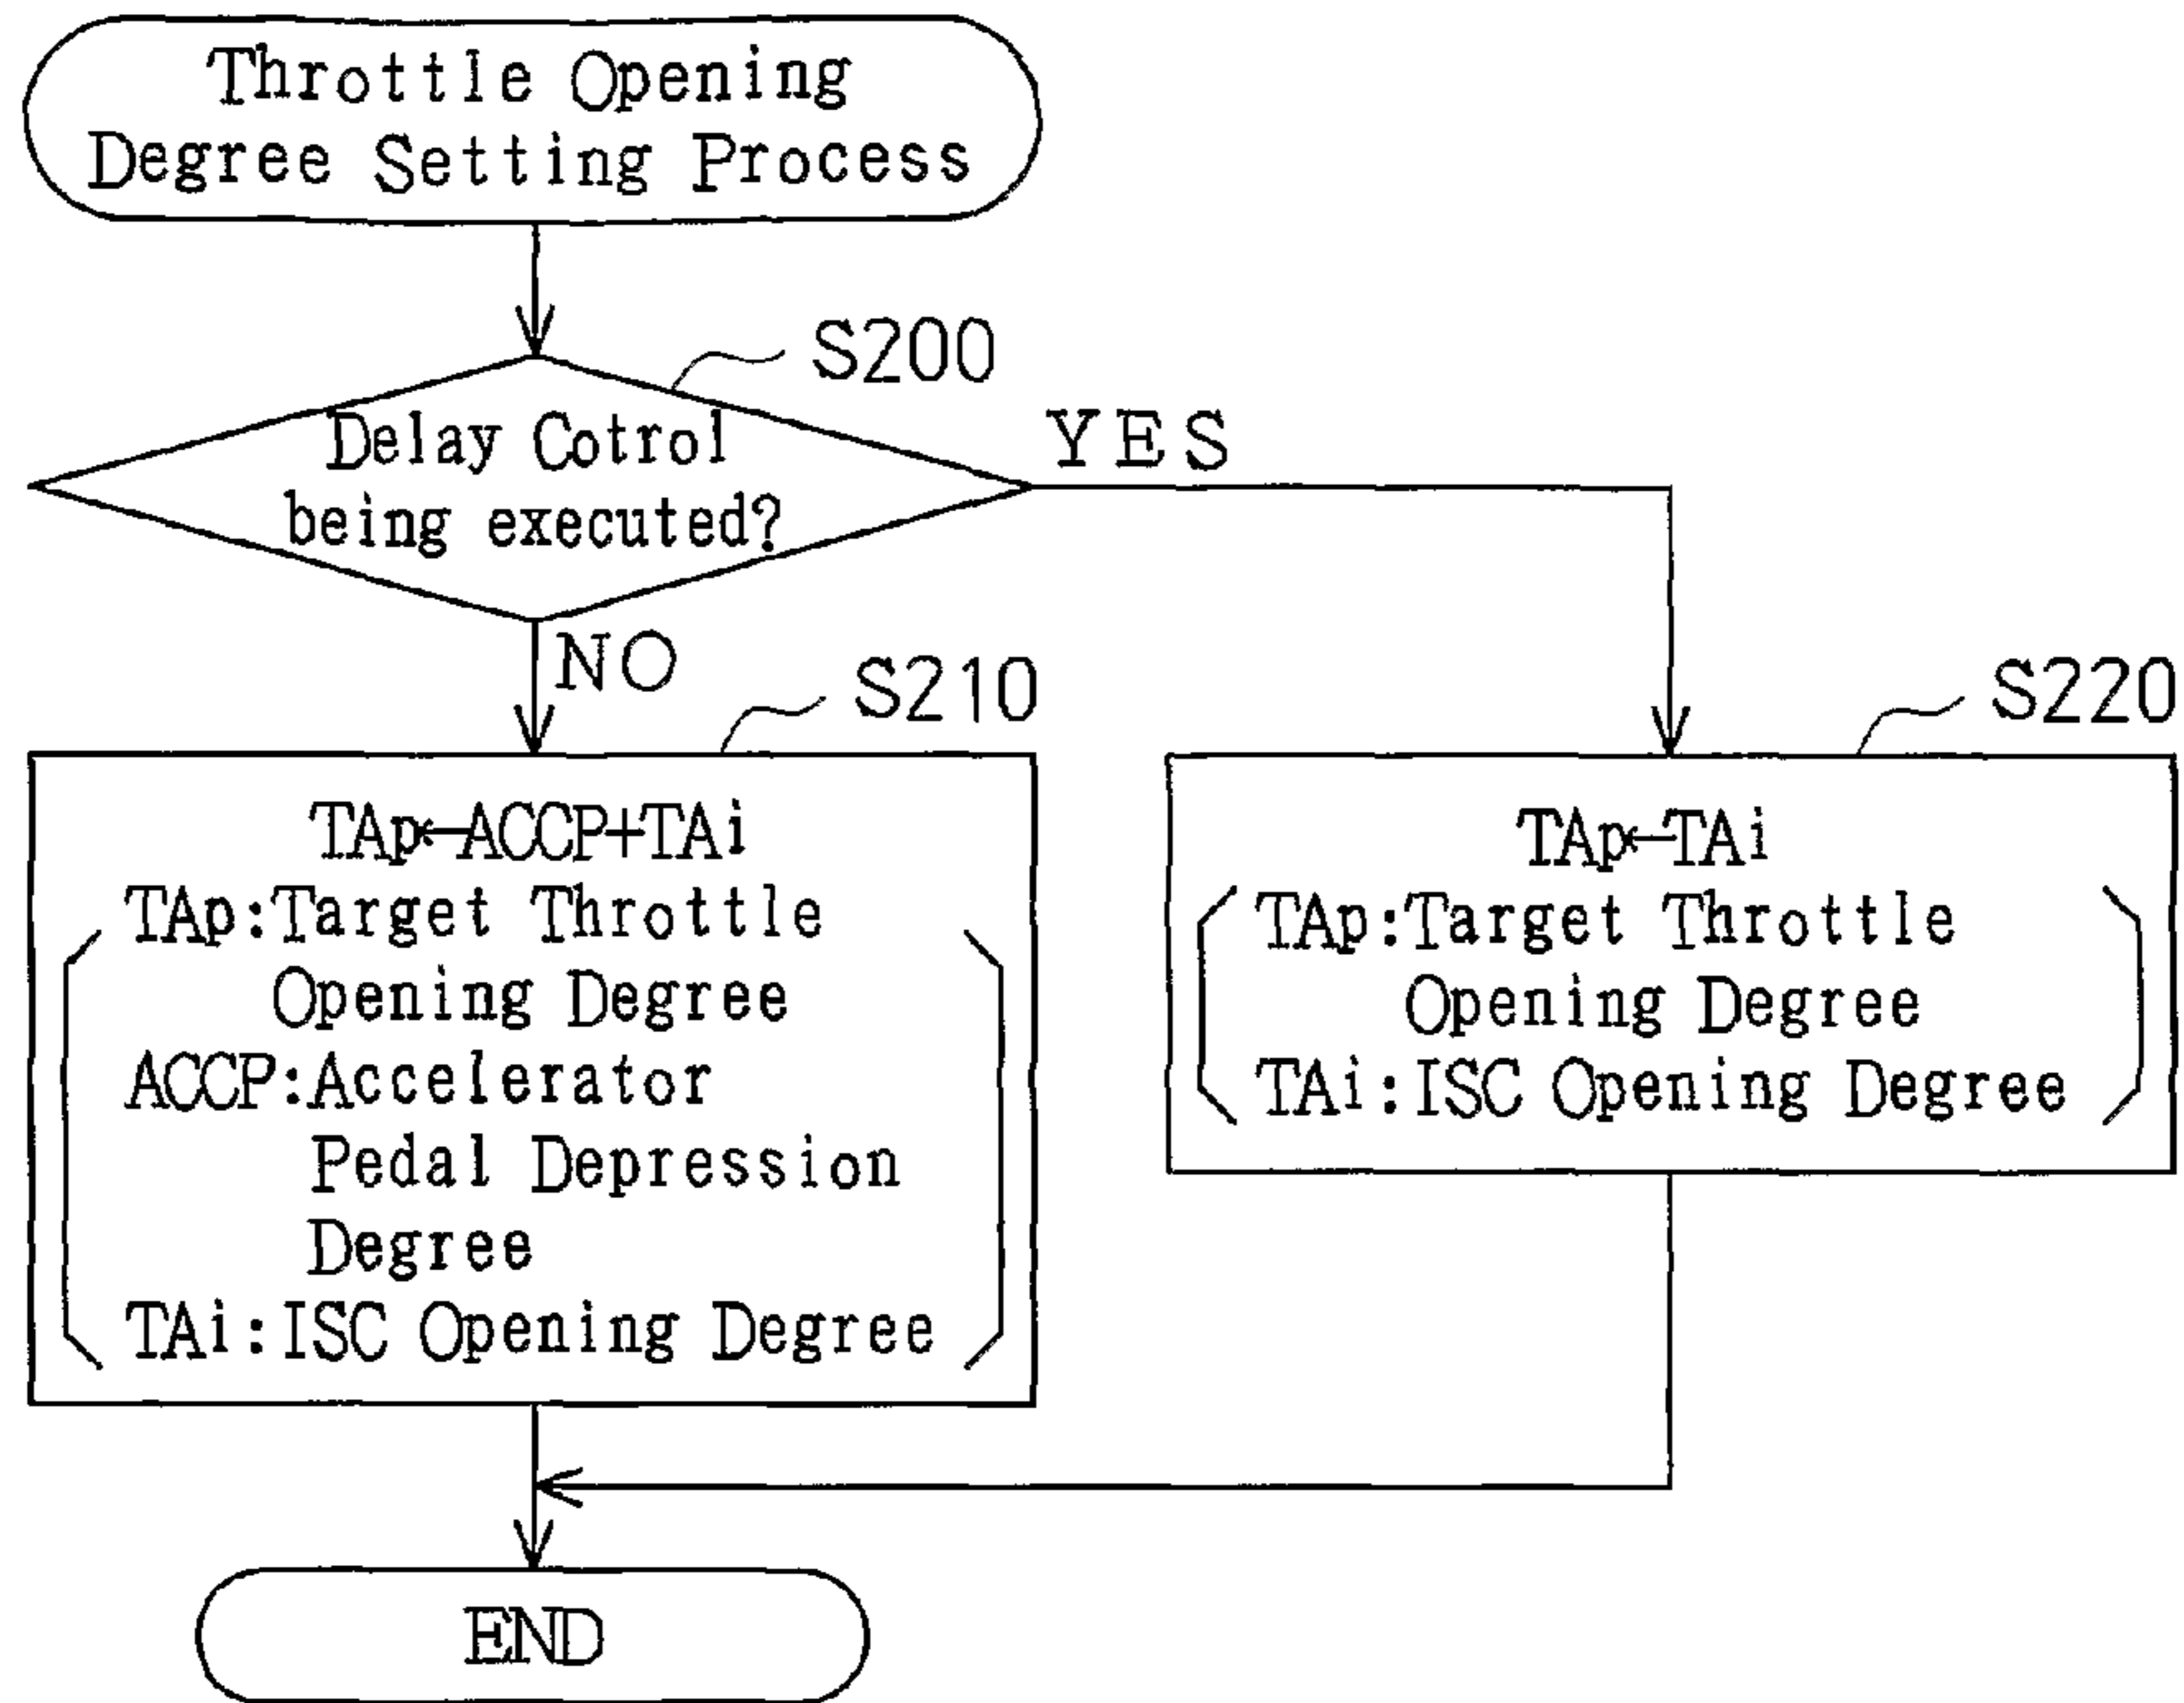 Throttle Opening
Degree Setting Process
S200
Delay Cotrol
being executed?
YES
NO
S210
TAp←ACCP+TAi
TAp:Target Throttle
Opening Degree
ACCP:Accelerator
Pedal Depression
Degree
TAi:ISC Opening Degree
S220
TAp←TAi
TAp:Target Throttle
Opening Degree
TAi:ISC Opening Degree
END